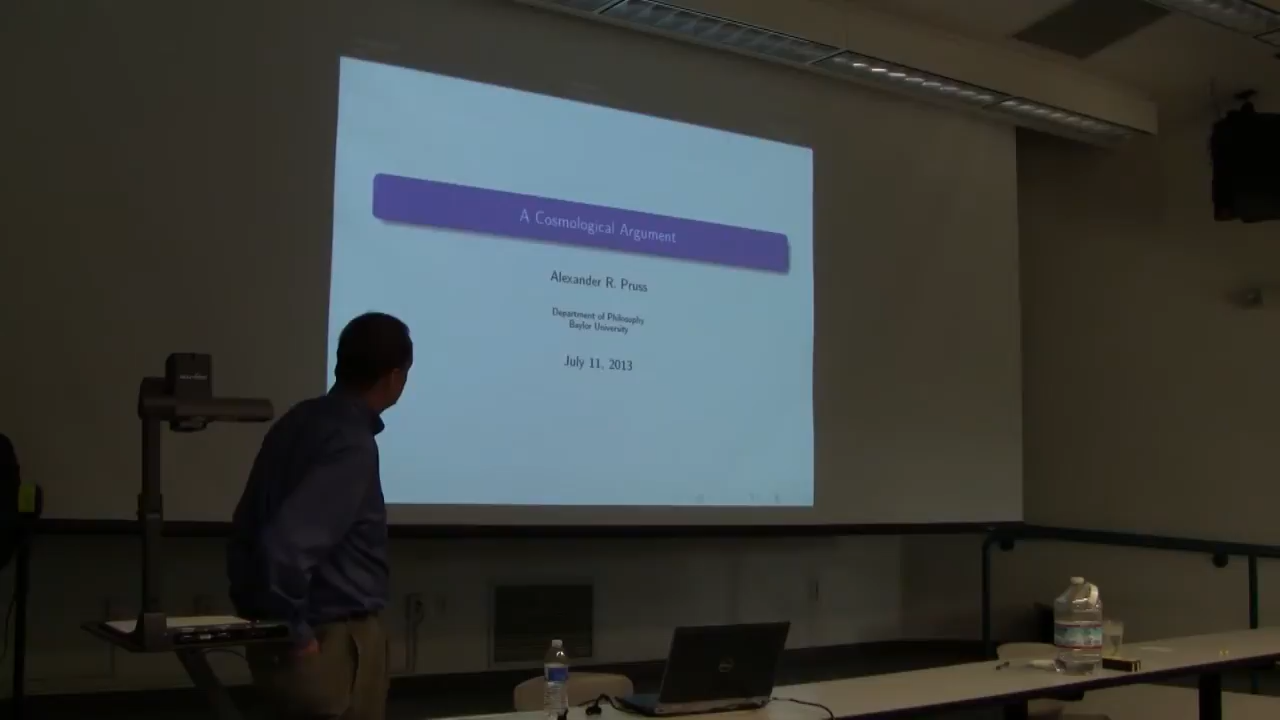 A Cosmological Argument
Alexander R. Pruss
Department of Philosophy
Baylor University
July 11, 2013